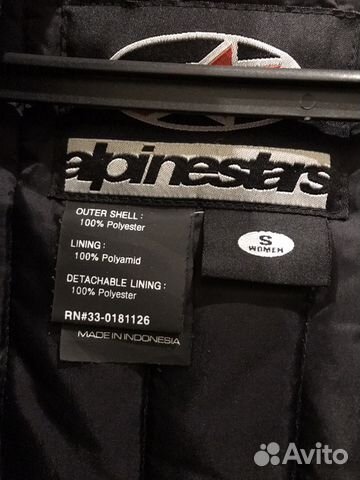 alpinestars
OUTER SHELL :
100% Polyester
LINING :
100% Polyamid
DETACHABLE LINING :
100% Polyester
RN#33-0181126
MADE IN INDONESIA
S
WOMEN
Avito